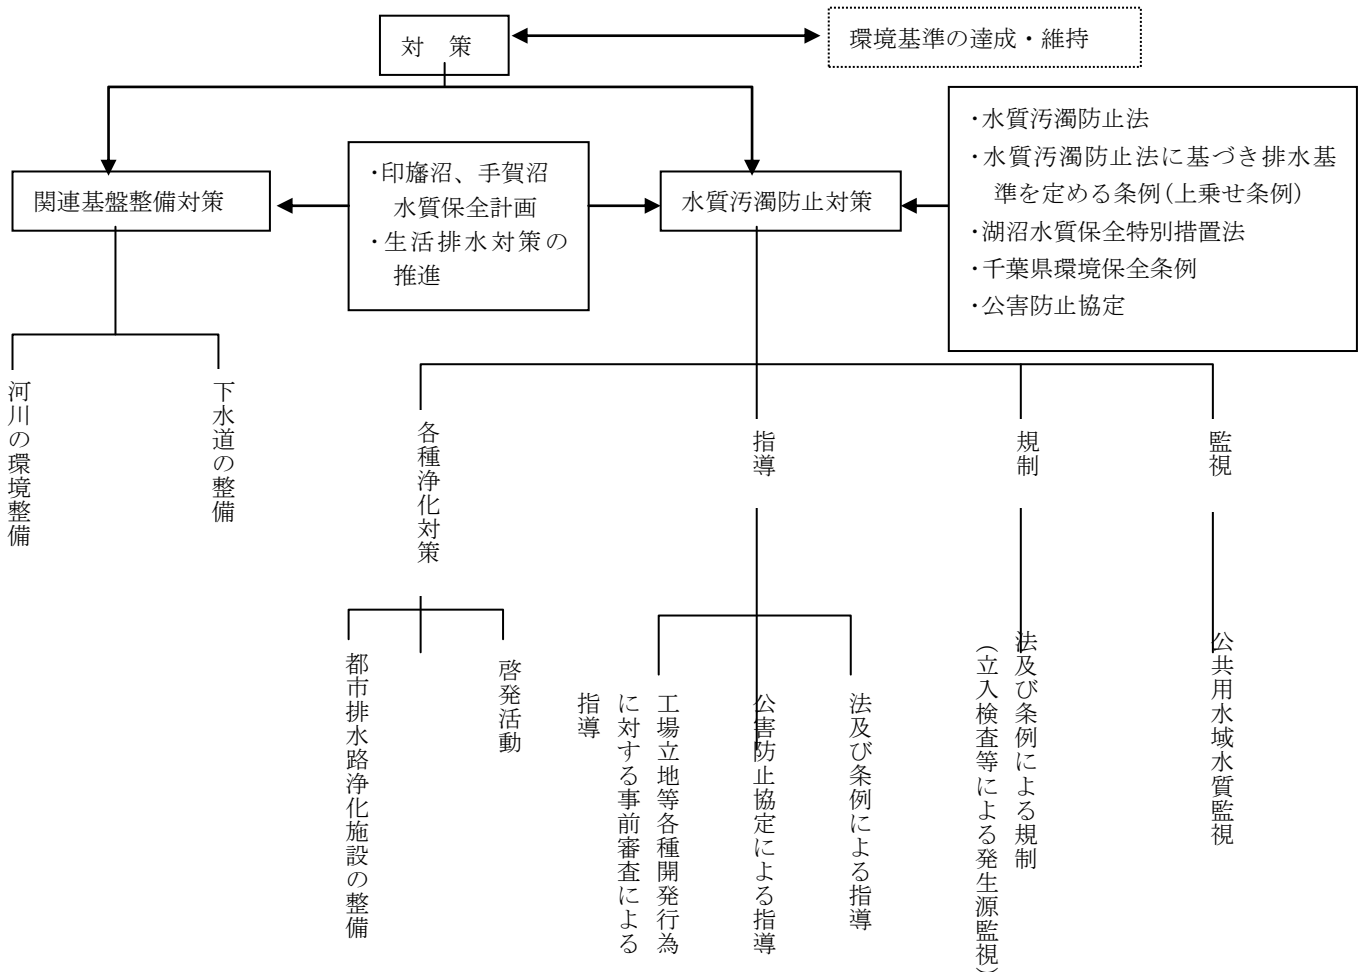 対　策
環境基準の達成・維持
・水質汚濁防止法
・水質汚濁防止法に基づき排水基
準を定める条例(上乗せ条例)
・湖沼水質保全特別措置法
・千葉県環境保全条例
・公害防止協定
・印旛沼、手賀沼
水質保全計画
・生活排水対策の
推進
関連基盤整備対策
水質汚濁防止対策
河川の環境整備
下水道の整備
各種浄化対策
指導
規制
監視
都市排水路浄化施設の整備
啓発活動
工場立地等各種開発行為
に対する事前審査による
指導
公害防止協定による指導
法及び条例による指導
法及び条例による規制
(立入検査等による発生源監視)
公共用水域水質監視